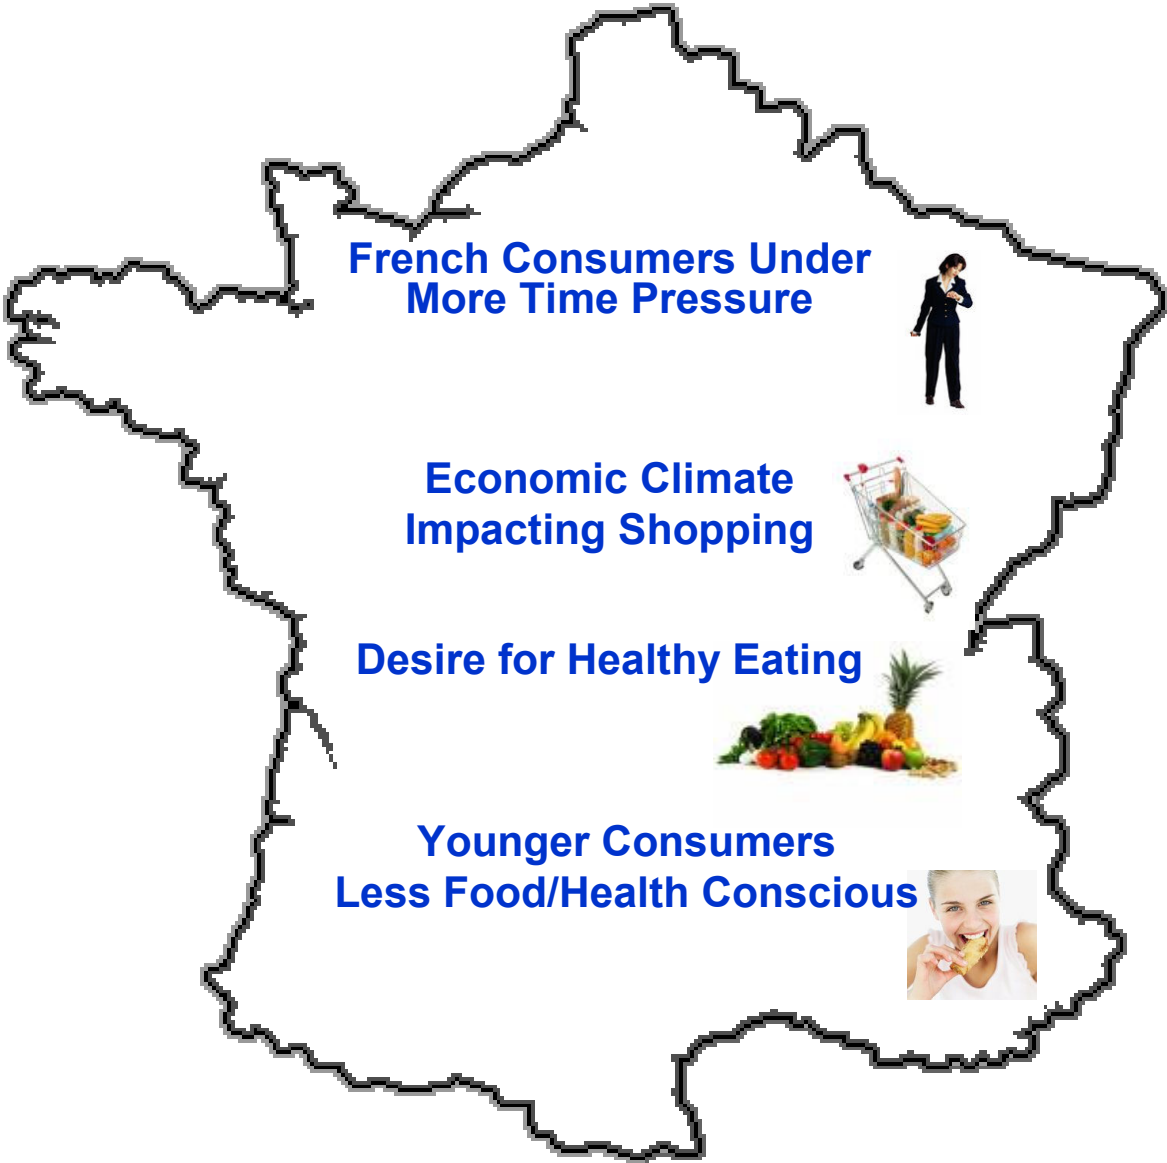 French Consumers Under
More Time Pressure
Economic Climate
Impacting Shopping
Desire for Healthy Eating
Younger Consumers
Less Food/Health Conscious